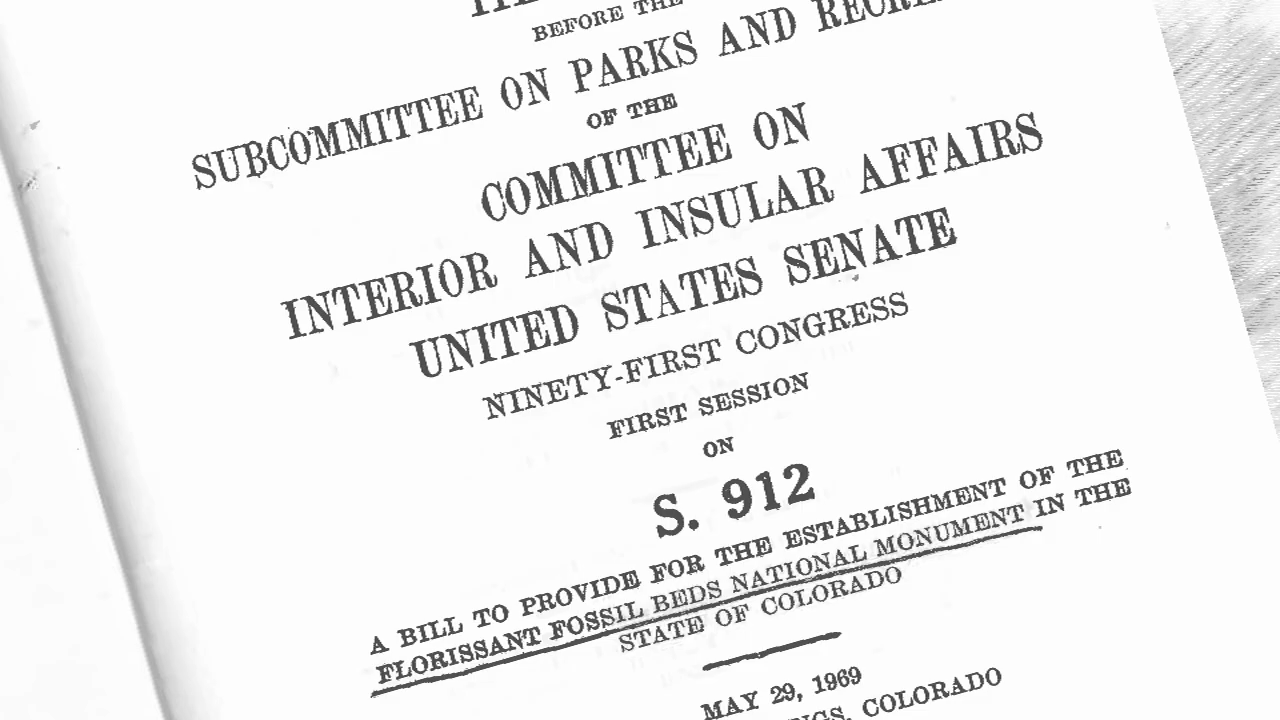 BEFORE THE
SUBCOMMITTEE ON PARKS AND
OF THE
COMMITTEE ON
INTERIOR AND INSULAR AFFAIRS
UNITED STATES SENATE
NINETY-FIRST CONGRESS
FIRST SESSION
ON
S. 912
A BILL TO PROVIDE FOR THE ESTABLISHMENT OF THE
FLORISSANT FOSSIL BEDS NATIONAL MONUMENT IN THE
STATE OF COLORADO
MAY 29, 1969
COLORADO